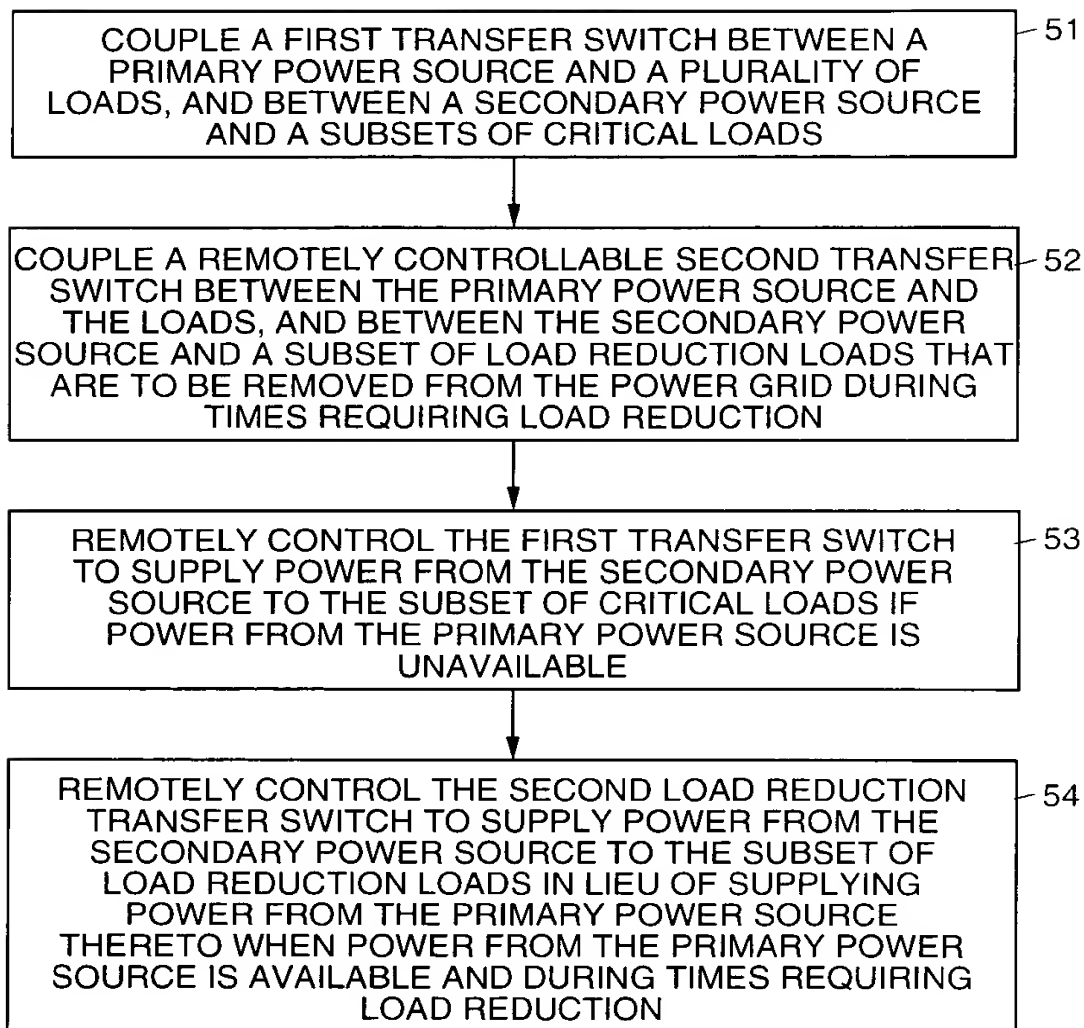 COUPLE A FIRST TRANSFER SWITCH BETWEEN A
PRIMARY POWER SOURCE AND A PLURALITY OF
LOADS, AND BETWEEN A SECONDARY POWER SOURCE
AND A SUBSETS OF CRITICAL LOADS
51
COUPLE A REMOTELY CONTROLLABLE SECOND TRANSFER
SWITCH BETWEEN THE PRIMARY POWER SOURCE AND
THE LOADS, AND BETWEEN THE SECONDARY POWER
SOURCE AND A SUBSET OF LOAD REDUCTION LOADS THAT
ARE TO BE REMOVED FROM THE POWER GRID DURING
TIMES REQUIRING LOAD REDUCTION
52
REMOTELY CONTROL THE FIRST TRANSFER SWITCH
TO SUPPLY POWER FROM THE SECONDARY POWER
SOURCE TO THE SUBSET OF CRITICAL LOADS IF
POWER FROM THE PRIMARY POWER SOURCE IS
UNAVAILABLE
53
REMOTELY CONTROL THE SECOND LOAD REDUCTION
TRANSFER SWITCH TO SUPPLY POWER FROM THE
SECONDARY POWER SOURCE TO THE SUBSET OF
LOAD REDUCTION LOADS IN LIEU OF SUPPLYING
POWER FROM THE PRIMARY POWER SOURCE
THERETO WHEN POWER FROM THE PRIMARY POWER
SOURCE IS AVAILABLE AND DURING TIMES REQUIRING
LOAD REDUCTION
54